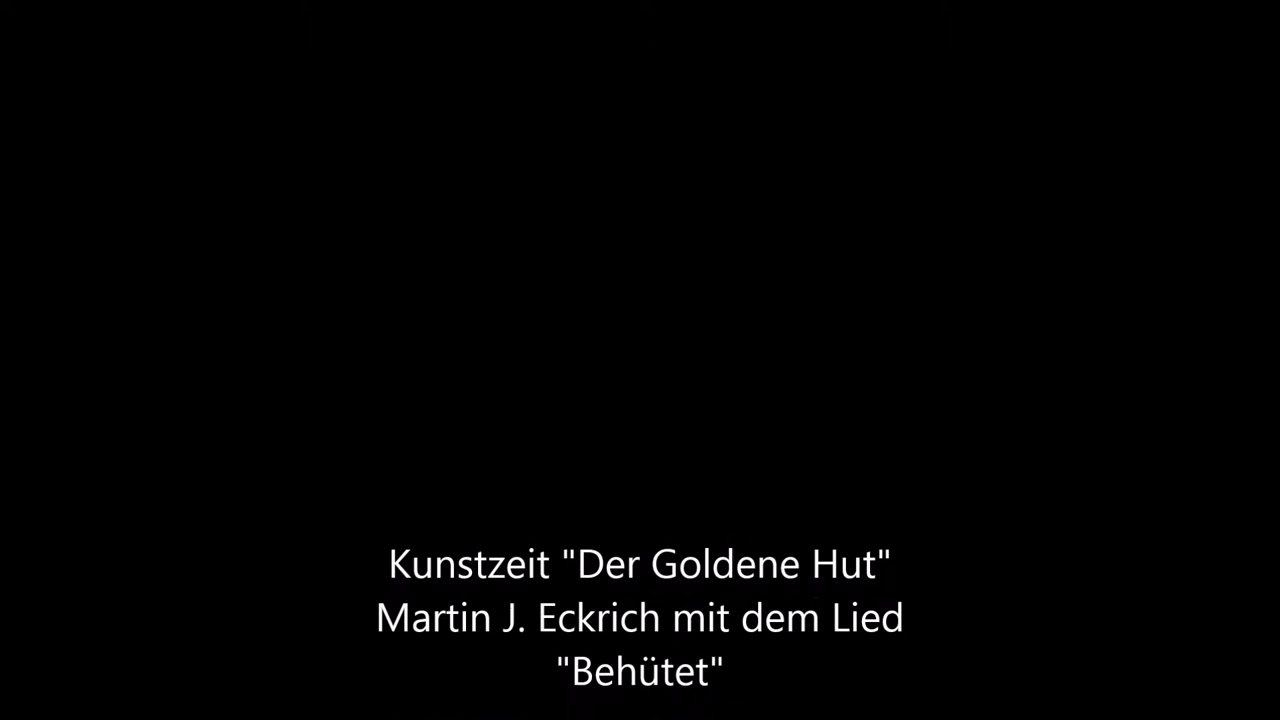 Kunstzeit "Der Goldene Hut"
Martin J. Eckrich mit dem Lied
"Behütet"